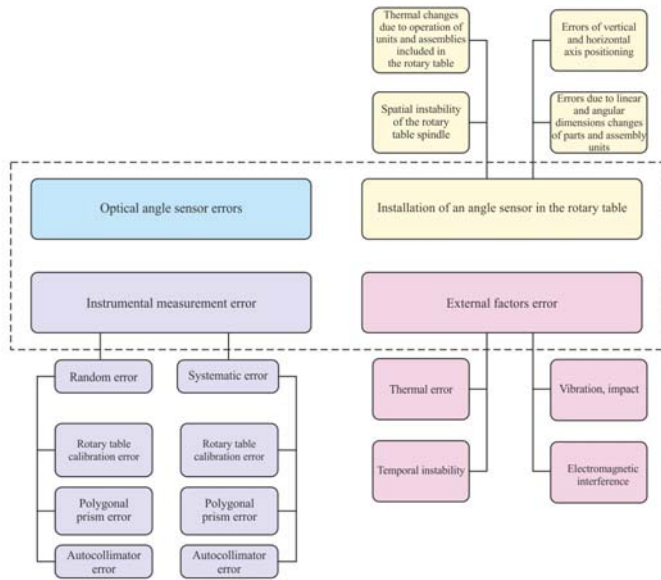 Thermal changes
due to operation of
units and assemblies
included in
the rotary table
Errors of vertical
and horizontal
axis positioning
Spatial instability
of the rotary
table spindle
Errors due to linear
and angular
dimensions changes
of parts and assembly
units
Optical angle sensor errors
Installation of an angle sensor in the rotary table
Instrumental measurement error
External factors error
Random error
Systematic error
Thermal error
Vibration, impact
Rotary table
calibration error
Rotary table
calibration error
Temporal instability
Electromagnetic
interference
Polygonal
prism error
Polygonal
prism error
Autocollimator
error
Autocollimator
error